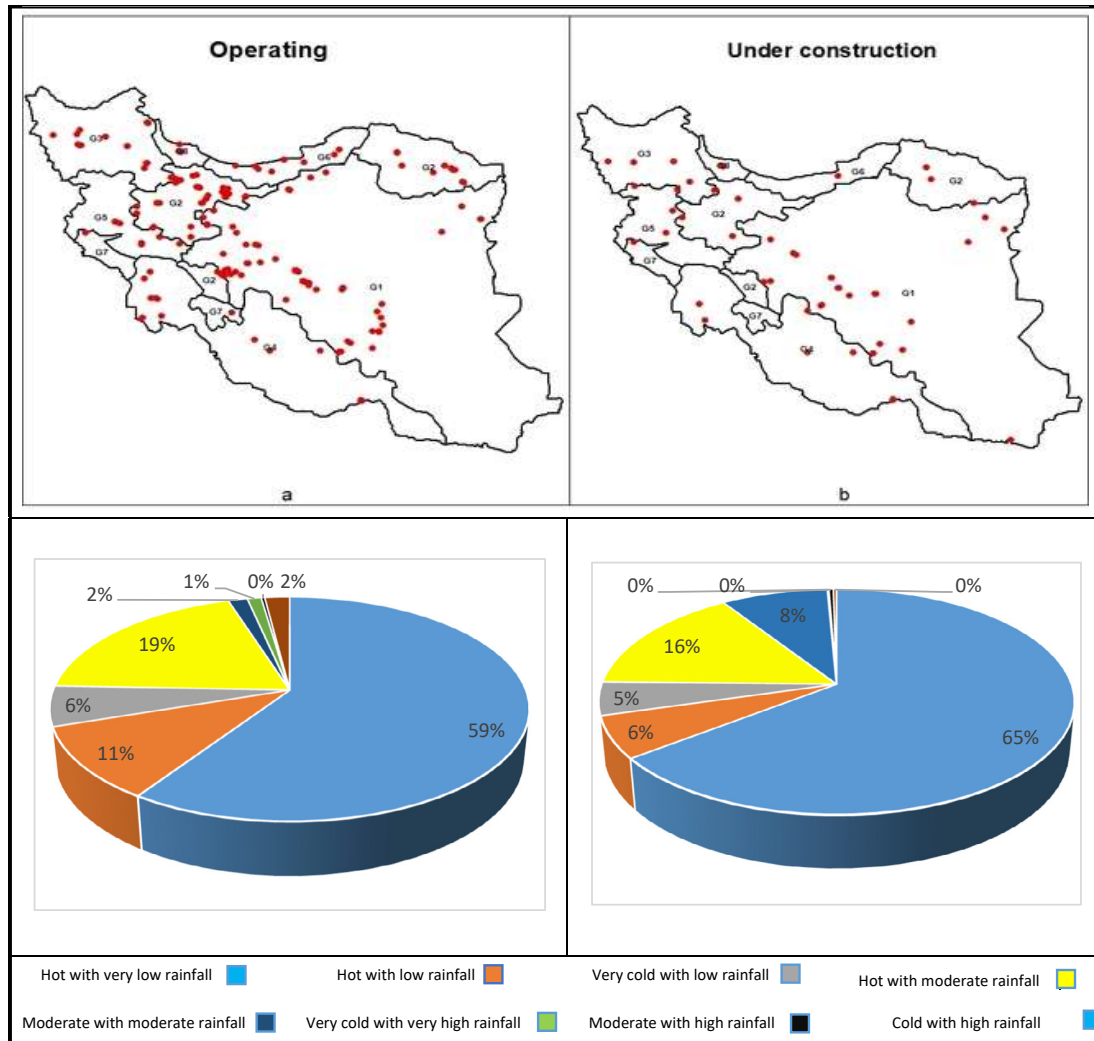 Operating
G3
G6
G2
G2
G5
G7
G2
G1
G7
G4
a
Under construction
G3
G6
G2
G2
G5
G7
G2
G1
G7
G4
b
2% 1% 0% 2%
19%
6%
11%
59%
0% 0% 0%
8%
16%
5%
6%
65%
Hot with very low rainfall Hot with low rainfall Very cold with low rainfall Hot with moderate rainfall
Moderate with moderate rainfall Very cold with very high rainfall Moderate with high rainfall Cold with high rainfall